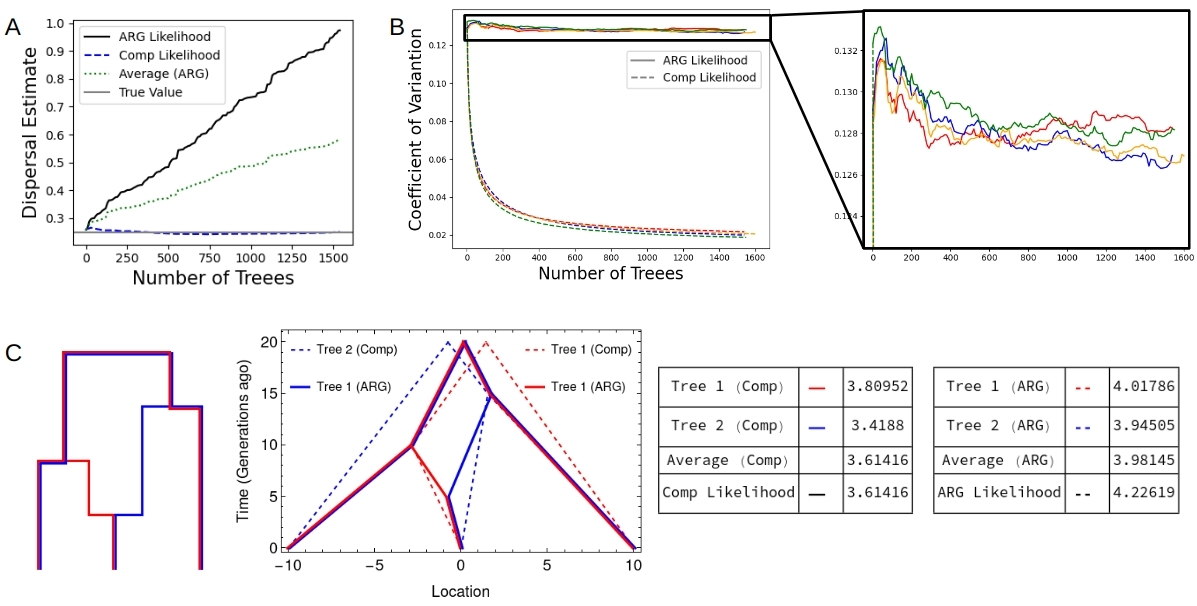 A
Dispersal Estimate
1.0
0.9
0.8
0.7
0.6
0.5
0.4
0.3
ARG Likelihood
Comp Likelihood
Average (ARG)
True Value
0 250 500 750 1000 1250 1500
Number of Treees
B
Coefficient of Variantion
0.12
0.10
0.08
0.06
0.04
0.02
ARG Likelihood
Comp Likelihood
0 200 400 600 800 1000 1200 1400 1600
Number of Treees
0.132
0.130
0.128
0.126
0.124
0 200 400 600 800 1000 1200 1400 1600
C
Time (Generations ago)
20
15
10
5
0
Tree 2 (Comp)
Tree 1 (Comp)
Tree 1 (ARG)
Tree 1 (ARG)
−10 −5 0 5 10
Location
Tree 1 (Comp) 3.80952
Tree 2 (Comp) 3.4188
Average (Comp) 3.61416
Comp Likelihood 3.61416
Tree 1 (ARG) 4.01786
Tree 2 (ARG) 3.94505
Average (ARG) 3.98145
ARG Likelihood 4.22619